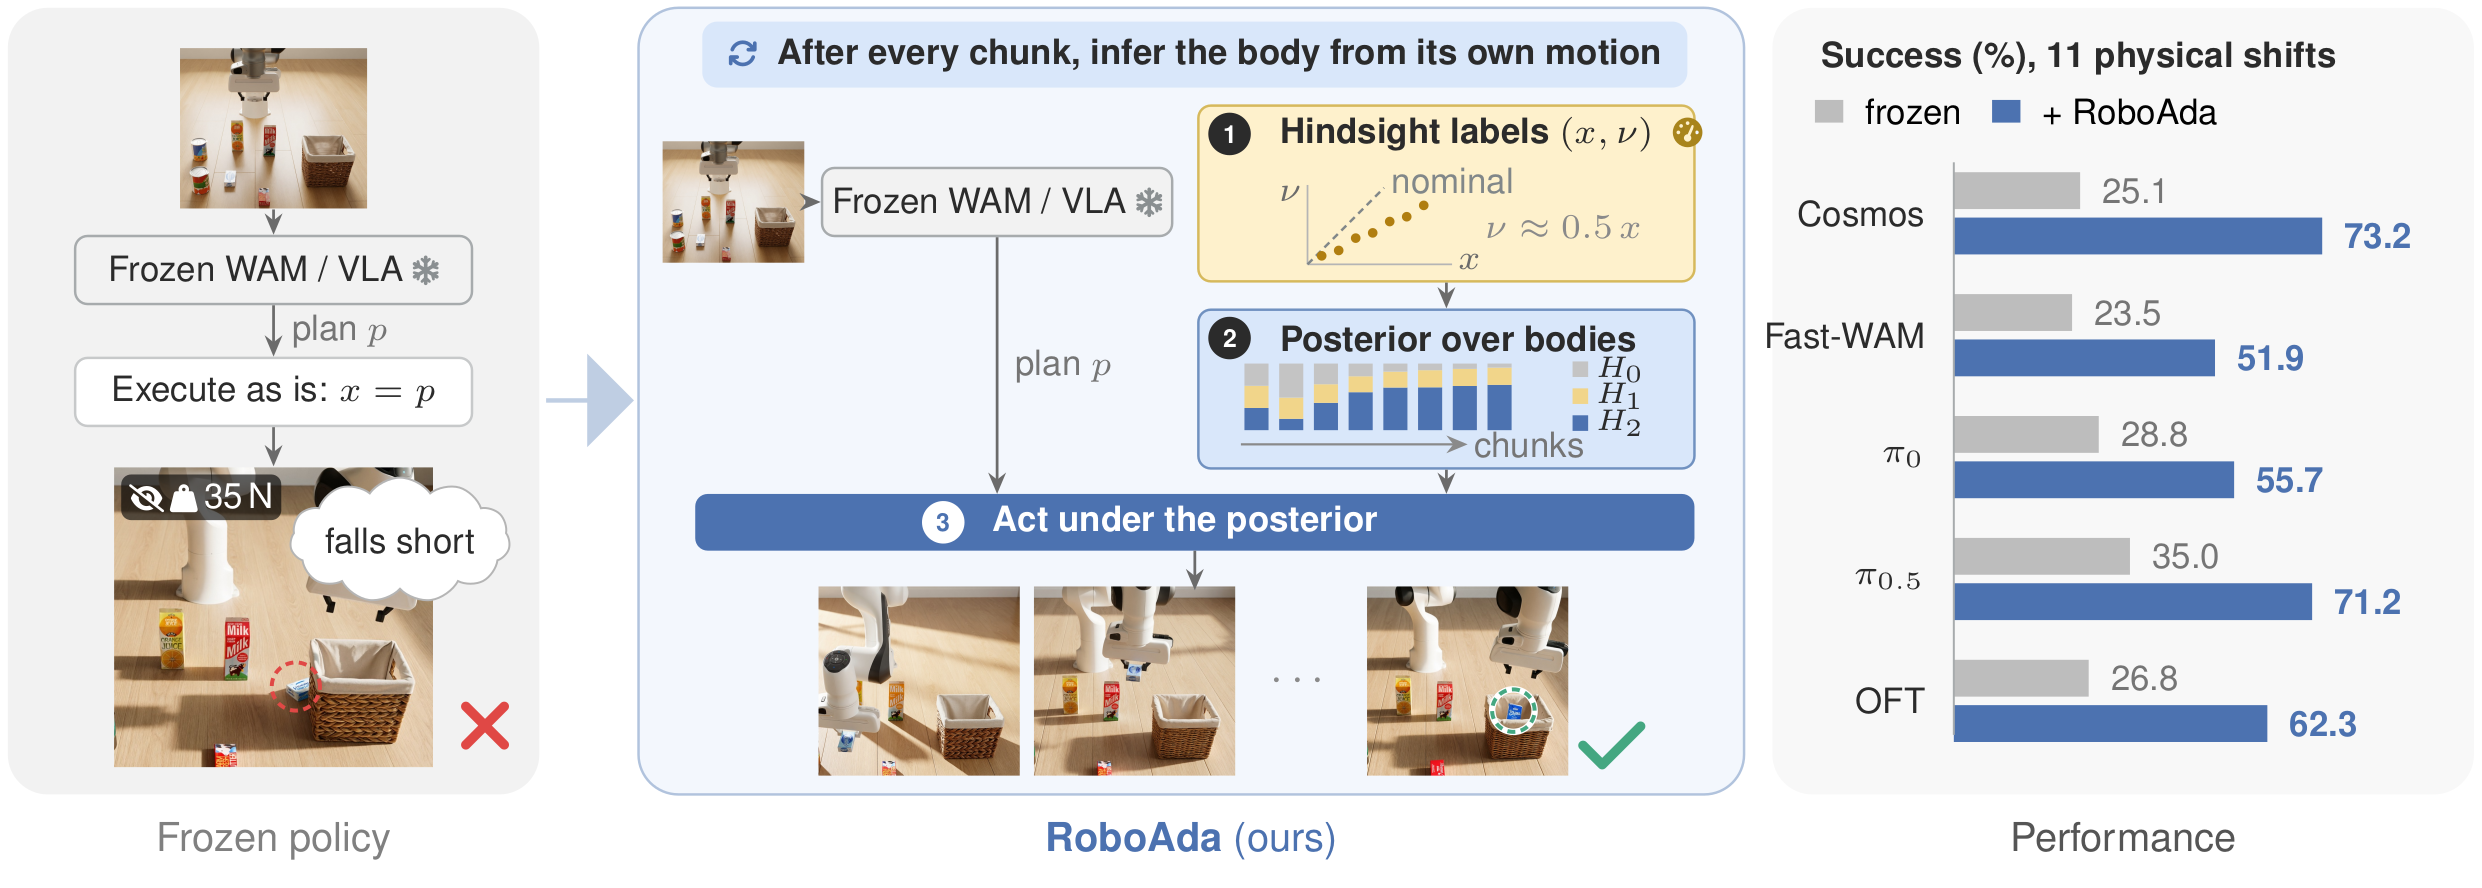 Frozen WAM / VLA
plan p
Execute as is: x = p
35 N
falls short
ORANGE
JUICE
Milk
Milk
Frozen policy
After every chunk, infer the body from its own motion
Frozen WAM / VLA
plan p
1 Hindsight labels (x, ν)
ν
nominal
ν ≈ 0.5 x
x
2 Posterior over bodies
H₀
H₁
H₂
chunks
3 Act under the posterior
. . .
RoboAda (ours)
Success (%), 11 physical shifts
frozen + RoboAda
Cosmos 25.1
73.2
Fast-WAM 23.5
51.9
π₀ 28.8
55.7
π₀.₅ 35.0
71.2
OFT 26.8
62.3
Performance